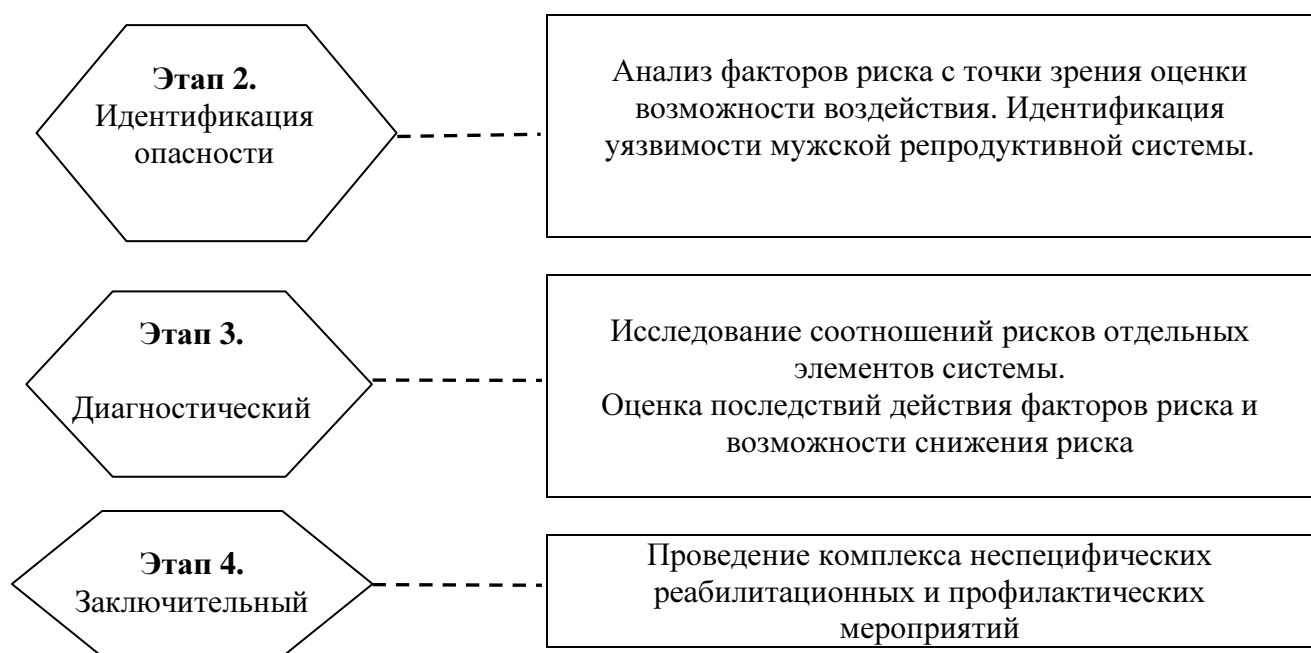 Этап 2.
Идентификация
опасности
Анализ факторов риска с точки зрения оценки
возможности воздействия. Идентификация
уязвимости мужской репродуктивной системы.
Этап 3.
Диагностический
Исследование соотношений рисков отдельных
элементов системы.
Оценка последствий действия факторов риска и
возможности снижения риска
Этап 4.
Заключительный
Проведение комплекса неспецифических
реабилитационных и профилактических
мероприятий